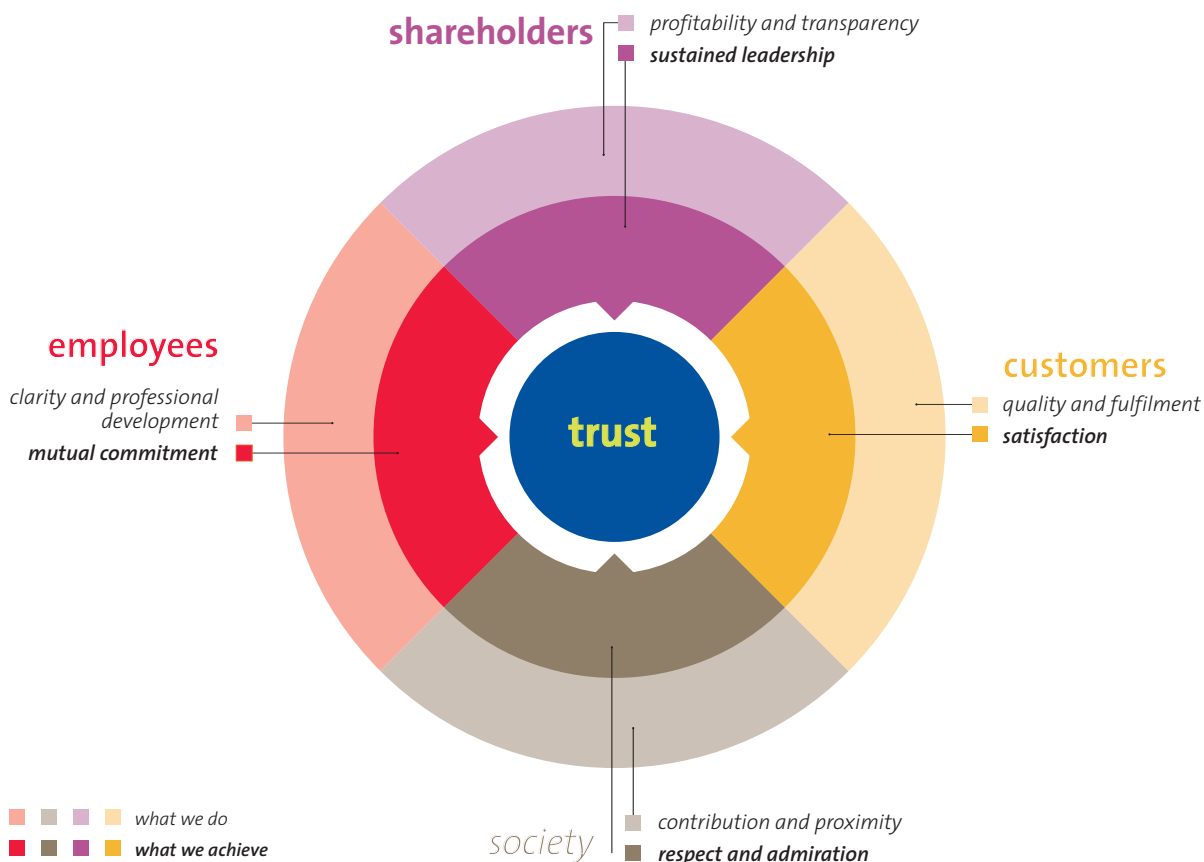 shareholders
profitability and transparency
sustained leadership
employees
clarity and professional
development
mutual commitment
trust
customers
quality and fulfilment
satisfaction
what we do
what we achieve
society
contribution and proximity
respect and admiration